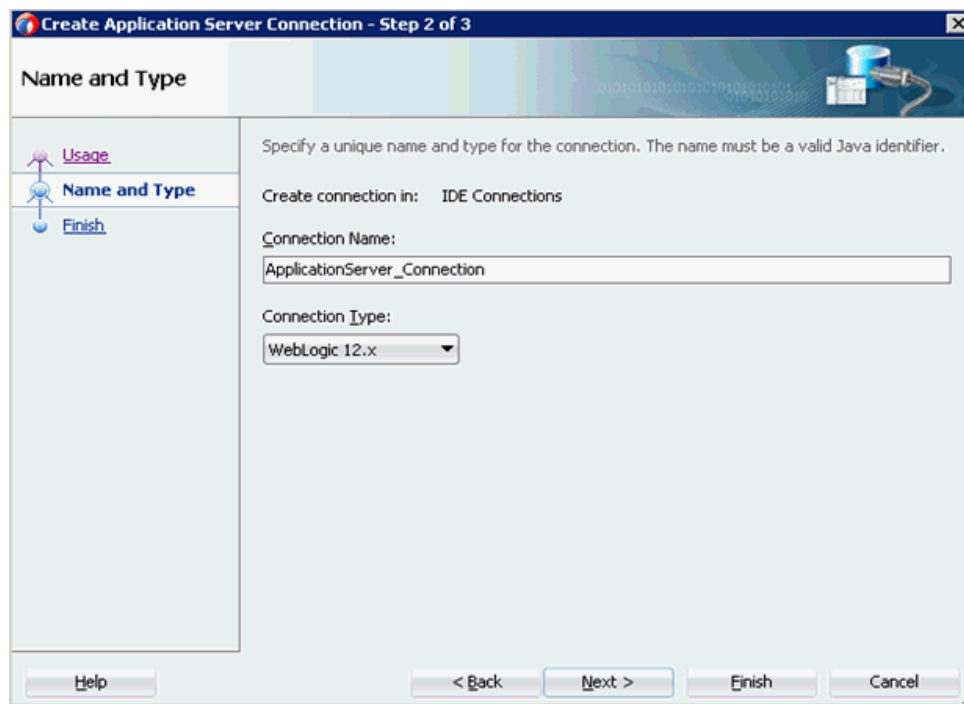 Create Application Server Connection - Step 2 of 3
Name and Type
Usage
Name and Type
Finish
Specify a unique name and type for the connection. The name must be a valid Java identifier.
Create connection in: IDE Connections
Connection Name:
ApplicationServer_Connection
Connection Type:
WebLogic 12.x
Help
< Back
Next >
Finish
Cancel